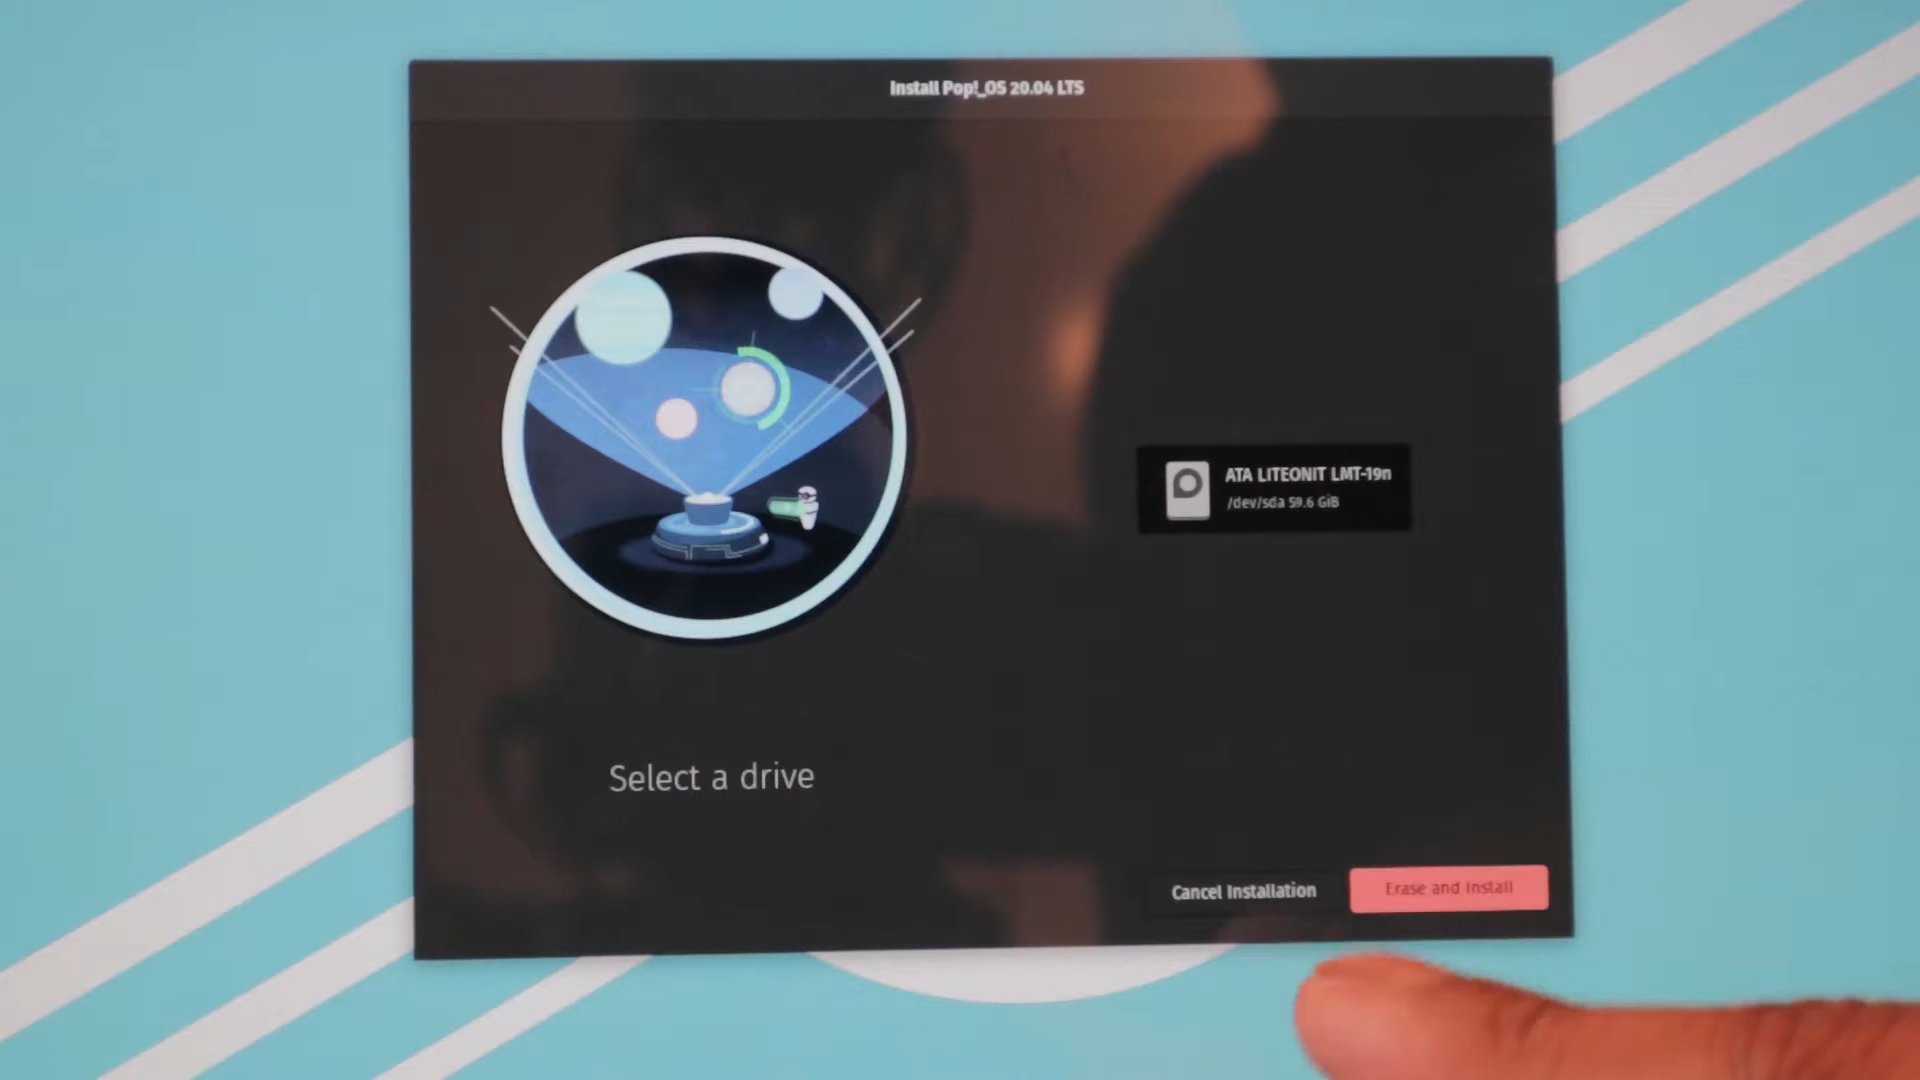 Install Pop!_OS 20.04 LTS
ATA LITEONIT LMT-19n
/dev/sda 59.6 GiB
Select a drive
Cancel Installation
Erase and Install